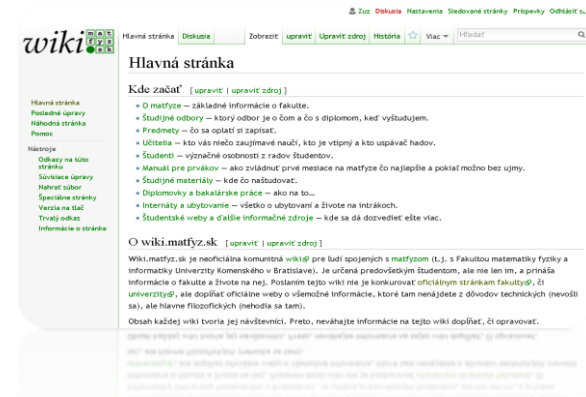 Zuz Diskusia Nastavenia Sledované stránky Príspevky Odhlásiť s
wiki mat fyz sk
Hlavná stránka Diskusia Zobraziť upraviť Upraviť zdroj História Viac Hľadať
Hlavná stránka
Kde začať [ upraviť | upraviť zdroj ]
O matfyze — základné informácie o fakulte.
Študijné odbory — ktorý odbor je o čom a čo s diplomom, keď vyštudujem.
Predmety — čo sa oplatí si zapísať.
Učitelia — kto vás niečo zaujímavé naučí, kto je vtipný a kto uspávač hadov.
Študenti — význačné osobnosti z radov študentov.
Manuál pre prvákov — ako zvládnuť prvé mesiace na matfyze čo najlepšie a pokiaľ možno bez ujmy.
Študijné materiály — kde čo naštudovať.
Diplomovky a bakalárske práce — ako na to...
Internáty a ubytovanie — všetko o ubytovaní a živote na intrákoch.
Študentské weby a ďalšie informačné zdroje — kde sa dá dozvedieť ešte viac.
Hlavná stránka
Posledné úpravy
Náhodná stránka
Pomoc
Nástroje
Odkazy na túto
stránku
Súvisiace úpravy
Nahrať súbor
Špeciálne stránky
Verzia na tlač
Trvalý odkaz
Informácie o stránke
O wiki.matfyz.sk [ upraviť | upraviť zdroj ]
Wiki.matfyz.sk je neoficiálna komunitná wiki pre ľudí spojených s matfyzom (t.j. s Fakultou matematiky fyziky a
informatiky Univerzity Komenského v Bratislave). Je určená predovšetkým študentom, ale nie len im, a prináša
informácie o fakulte a živote na nej. Poslaním tejto wiki nie je konkurovať oficiálnym stránkam fakulty, či
univerzity, ale dopĺňať oficiálne weby o všemožné informácie, ktoré tam nenájdete z dôvodov technických (nevošli
sa), ale hlavne filozofických (nehodia sa tam).
Obsah každej wiki tvoria jej návštevníci. Preto, neváhajte informácie na tejto wiki dopĺňať, či opravovať.